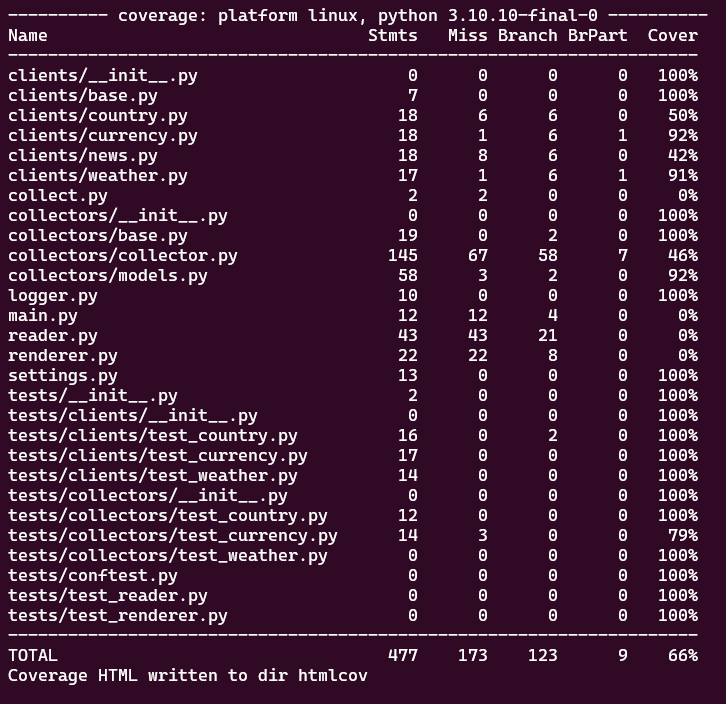 ---------- coverage: platform linux, python 3.10.10-final-0 ----------
Name                                Stmts   Miss Branch BrPart  Cover
---------------------------------------------------------------------
clients/__init__.py                     0      0      0      0   100%
clients/base.py                         7      0      0      0   100%
clients/country.py                     18      6      6      0    50%
clients/currency.py                    18      1      6      1    92%
clients/news.py                        18      8      6      0    42%
clients/weather.py                     17      1      6      1    91%
collect.py                              2      2      0      0     0%
collectors/__init__.py                  0      0      0      0   100%
collectors/base.py                     19      0      2      0   100%
collectors/collector.py               145     67     58      7    46%
collectors/models.py                   58      3      2      0    92%
logger.py                              10      0      0      0   100%
main.py                                12     12      4      0     0%
reader.py                              43     43     21      0     0%
renderer.py                            22     22      8      0     0%
settings.py                            13      0      0      0   100%
tests/__init__.py                       2      0      0      0   100%
tests/clients/__init__.py               0      0      0      0   100%
tests/clients/test_country.py          16      0      2      0   100%
tests/clients/test_currency.py         17      0      0      0   100%
tests/clients/test_weather.py          14      0      0      0   100%
tests/collectors/__init__.py            0      0      0      0   100%
tests/collectors/test_country.py       12      0      0      0   100%
tests/collectors/test_currency.py      14      3      0      0    79%
tests/collectors/test_weather.py        0      0      0      0   100%
tests/conftest.py                       0      0      0      0   100%
tests/test_reader.py                    0      0      0      0   100%
tests/test_renderer.py                  0      0      0      0   100%
---------------------------------------------------------------------
TOTAL                                 477    173    123      9    66%
Coverage HTML written to dir htmlcov